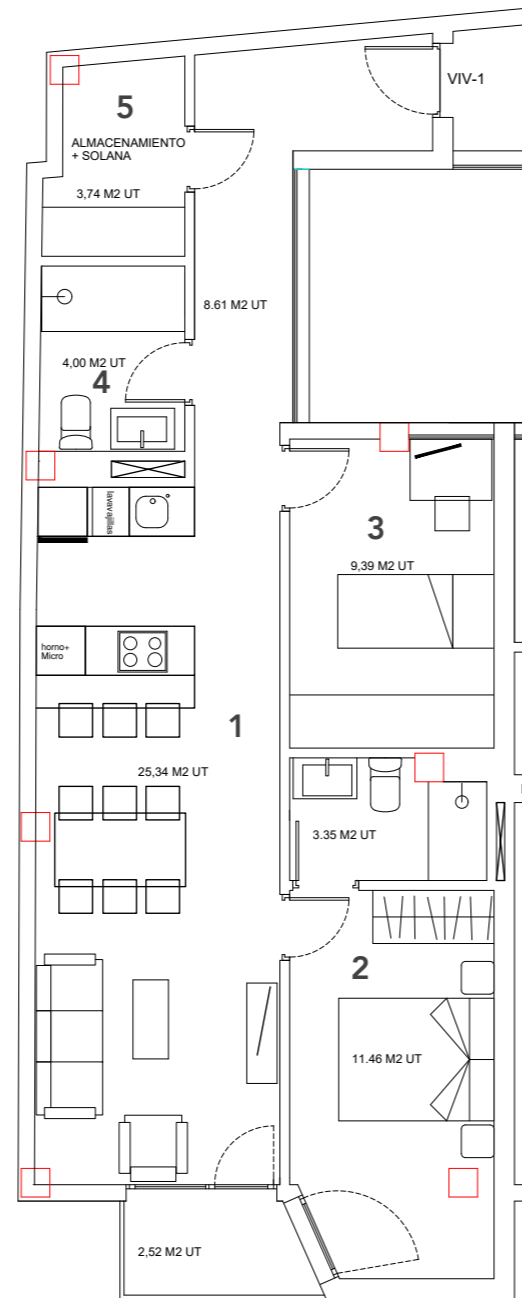 VIV-1
5
ALMACENAMIENTO
+ SOLANA
3,74 M2 UT
8.61 M2 UT
4,00 M2 UT
4
lavavajillas
3
9,39 M2 UT
horno+
Micro
1
25,34 M2 UT
3.35 M2 UT
2
11.46 M2 UT
2,52 M2 UT